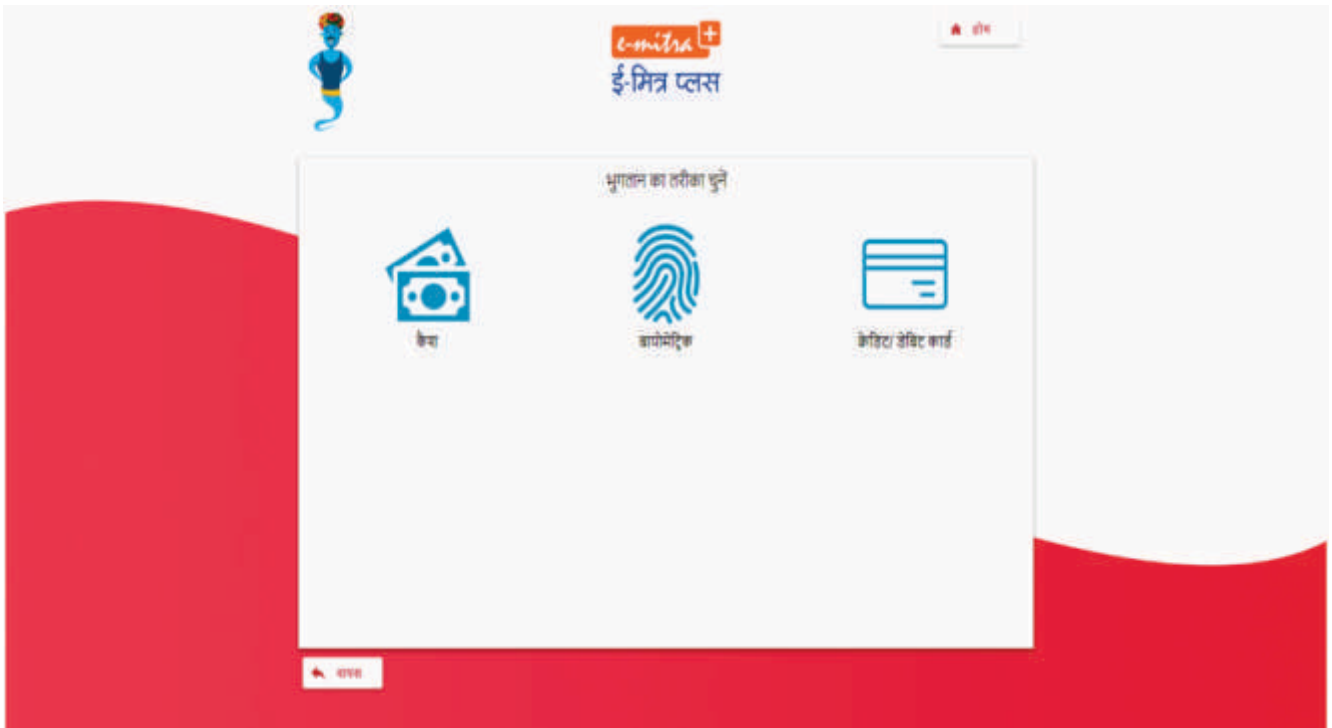 e-mitra +
ई-मित्र प्लस
होम
भुगतान का तरीका चुनें
कैश
बायोमेट्रिक
क्रेडिट/ डेबिट कार्ड
वापस